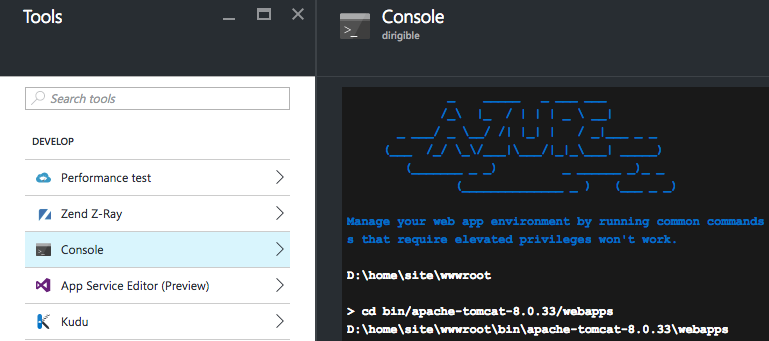 Tools
Search tools
DEVELOP
Performance test
Zend Z-Ray
Console
App Service Editor (Preview)
Kudu
Console
dirigible
Manage your web app environment by running common commands
s that require elevated privileges won't work.
D:\home\site\wwwroot
> cd bin/apache-tomcat-8.0.33/webapps
D:\home\site\wwwroot\bin\apache-tomcat-8.0.33\webapps